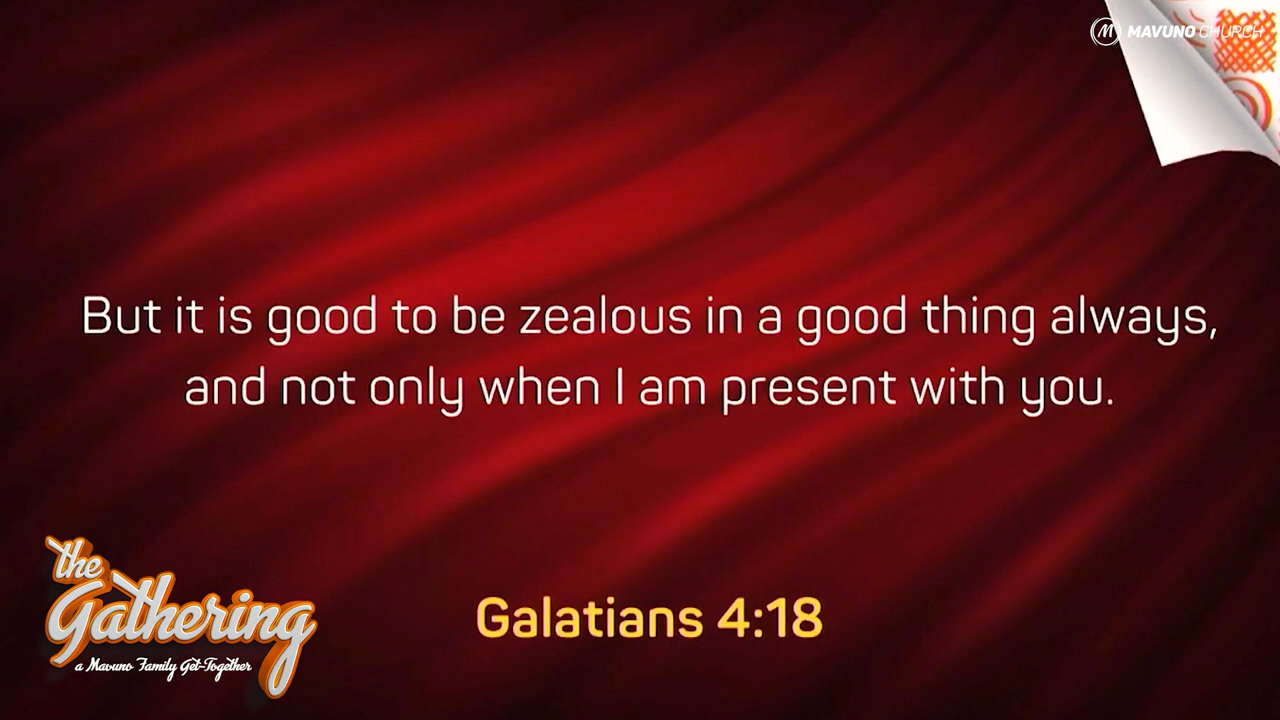 MAVUNO CHURCH
But it is good to be zealous in a good thing always,
and not only when I am present with you.
Galatians 4:18
the
Gathering
a Mavuno Family Get-Together